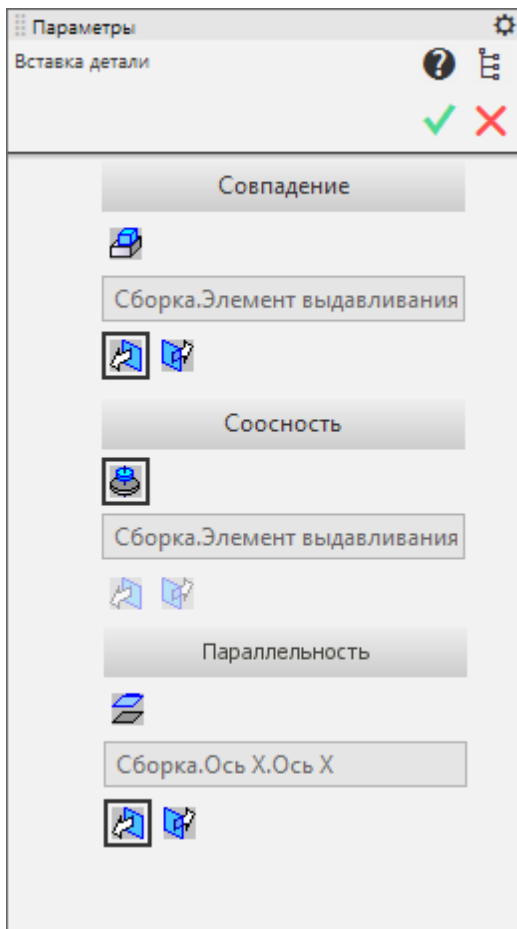 Параметры
Вставка детали
Совпадение
Сборка.Элемент выдавливания
Соосность
Сборка.Элемент выдавливания
Параллельность
Сборка.Ось X.Ось X